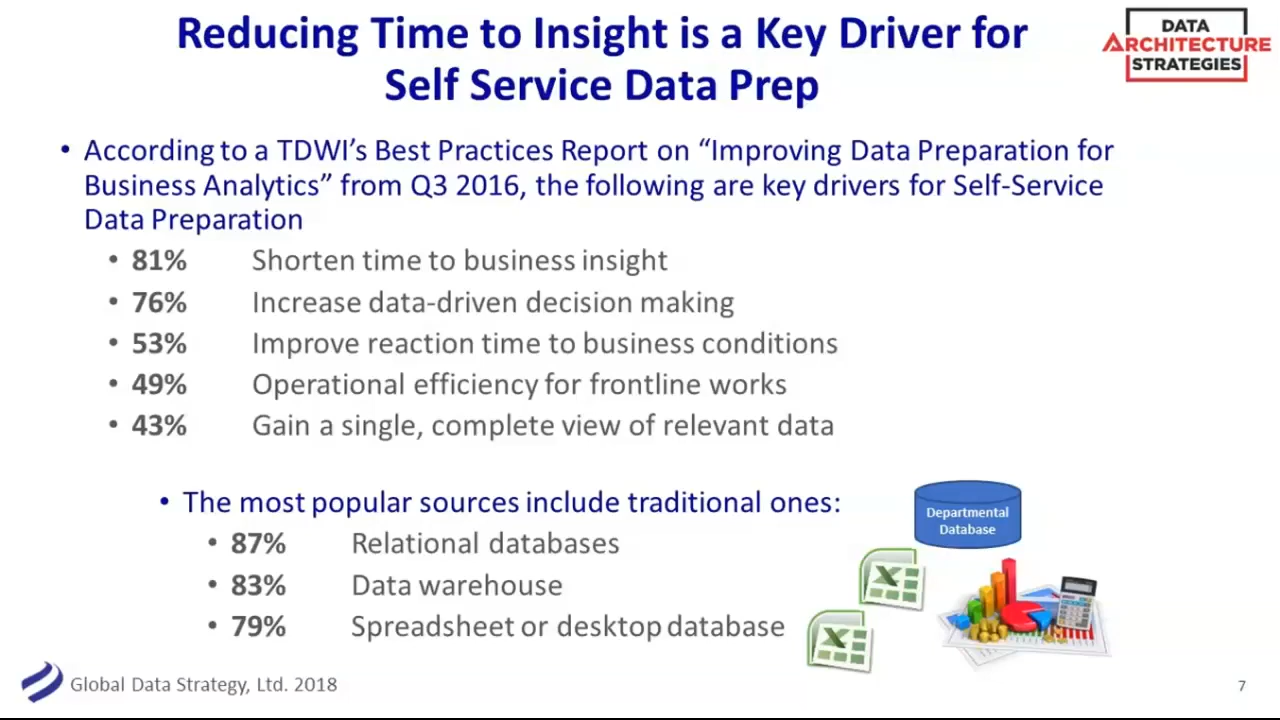 Reducing Time to Insight is a Key Driver for
Self Service Data Prep
DATA
ARCHITECTURE
STRATEGIES
• According to a TDWI’s Best Practices Report on “Improving Data Preparation for
Business Analytics” from Q3 2016, the following are key drivers for Self-Service
Data Preparation
• 81% Shorten time to business insight
• 76% Increase data-driven decision making
• 53% Improve reaction time to business conditions
• 49% Operational efficiency for frontline works
• 43% Gain a single, complete view of relevant data
• The most popular sources include traditional ones:
• 87% Relational databases
• 83% Data warehouse
• 79% Spreadsheet or desktop database
Departmental
Database
X
X
Global Data Strategy, Ltd. 2018
7